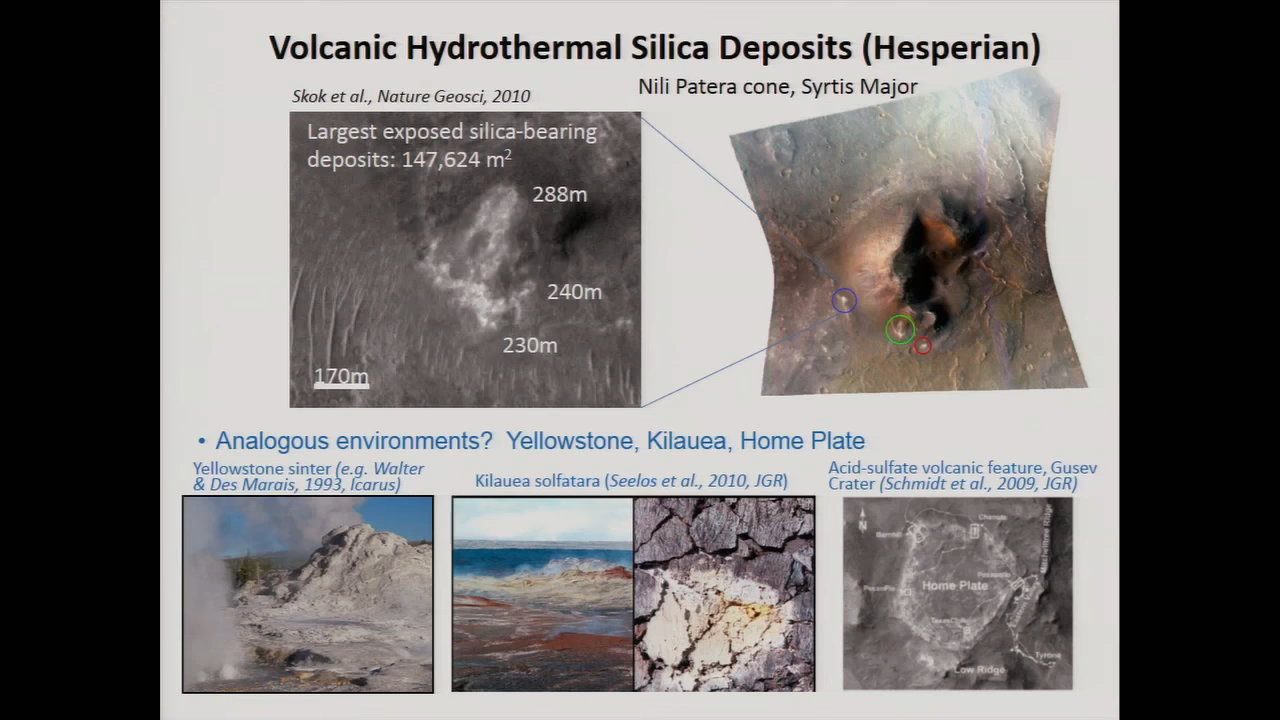 Volcanic Hydrothermal Silica Deposits (Hesperian)
Nili Patera cone, Syrtis Major
Skok et al., Nature Geosci, 2010
Largest exposed silica-bearing
deposits: 147,624 m²
288m
240m
230m
170m
• Analogous environments? Yellowstone, Kilauea, Home Plate
Yellowstone sinter (e.g. Walter
& Des Marais, 1993, Icarus)
Kilauea solfatara (Seelos et al., 2010, JGR)
Acid-sulfate volcanic feature, Gusev
Crater (Schmidt et al., 2009, JGR)
N
Home Plate
Low Ridge
Tyrone